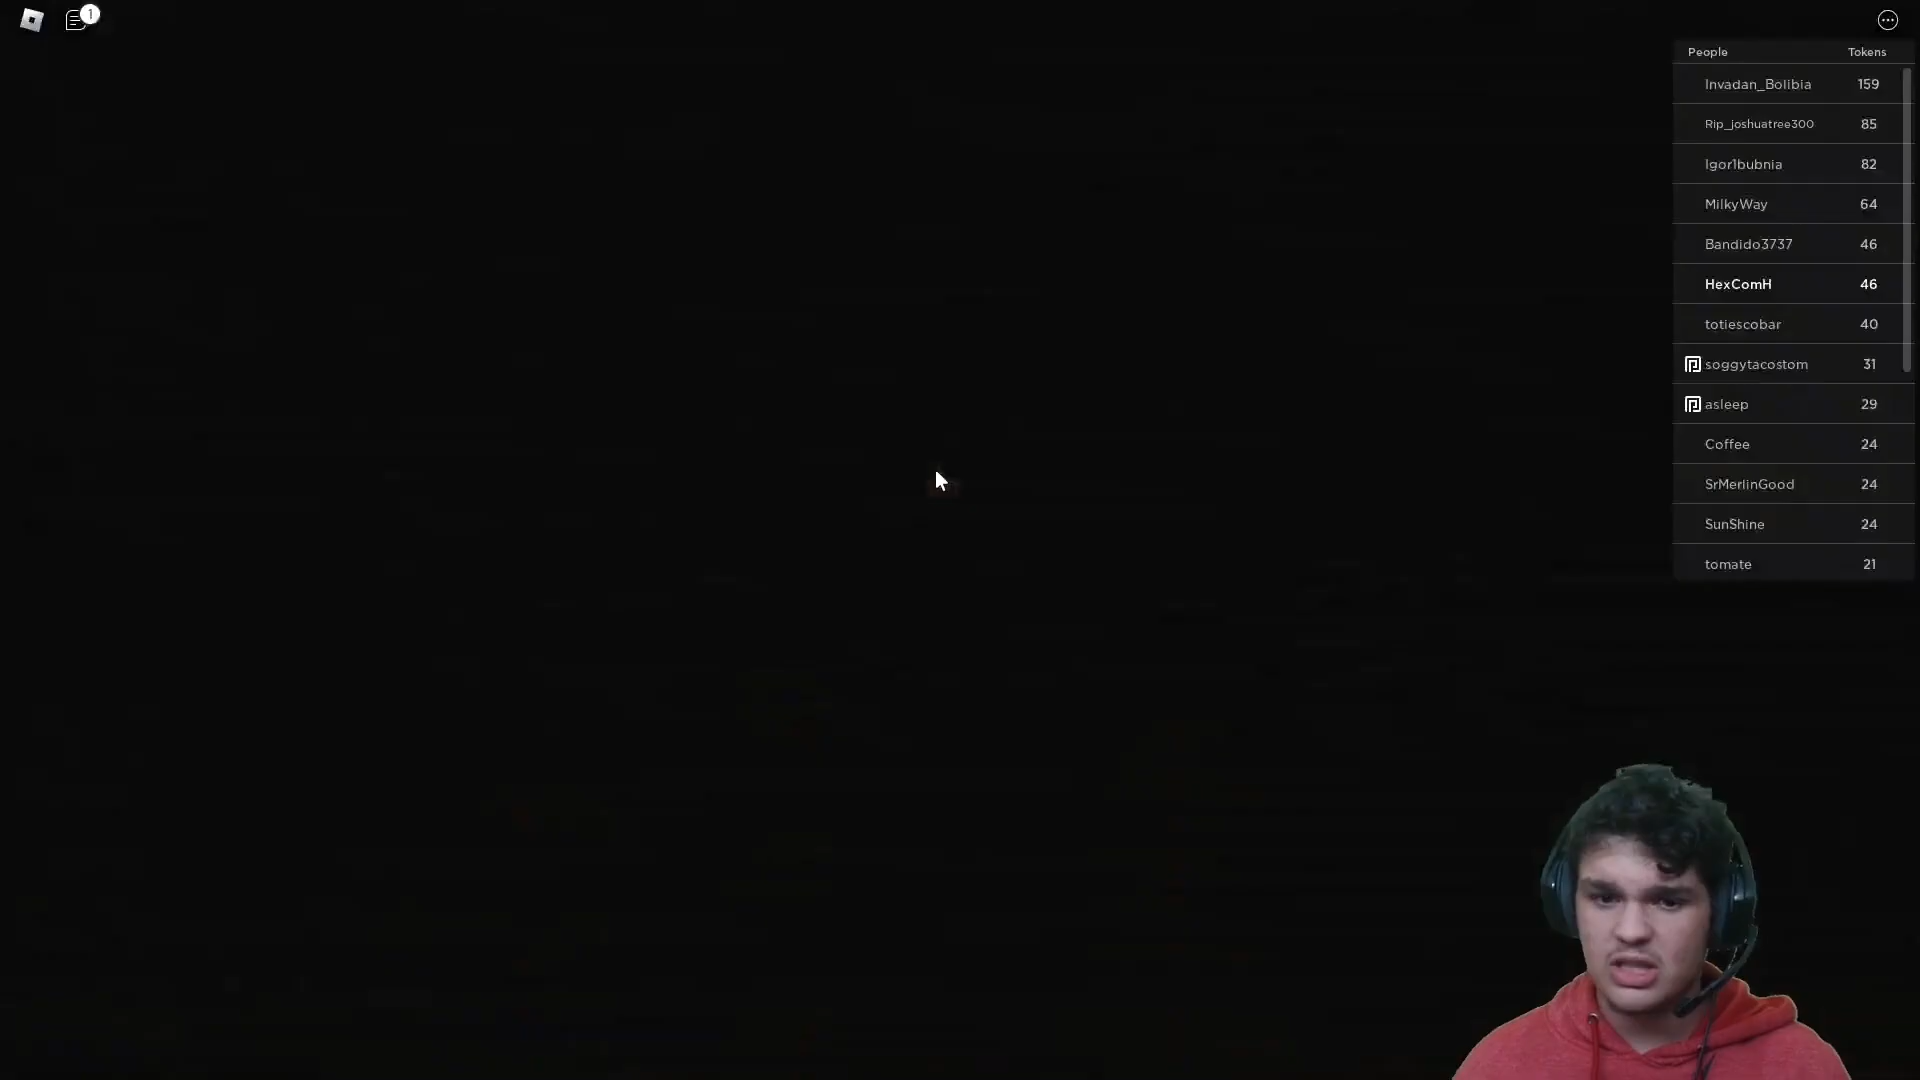 1
People Tokens
Invadan_Bolibia 159
Rip_joshuatree300 85
Igor1bubnia 82
MilkyWay 64
Bandido3737 46
HexComH 46
totiescobar 40
soggytacostom 31
asleep 29
Coffee 24
SrMerlinGood 24
SunShine 24
tomate 21